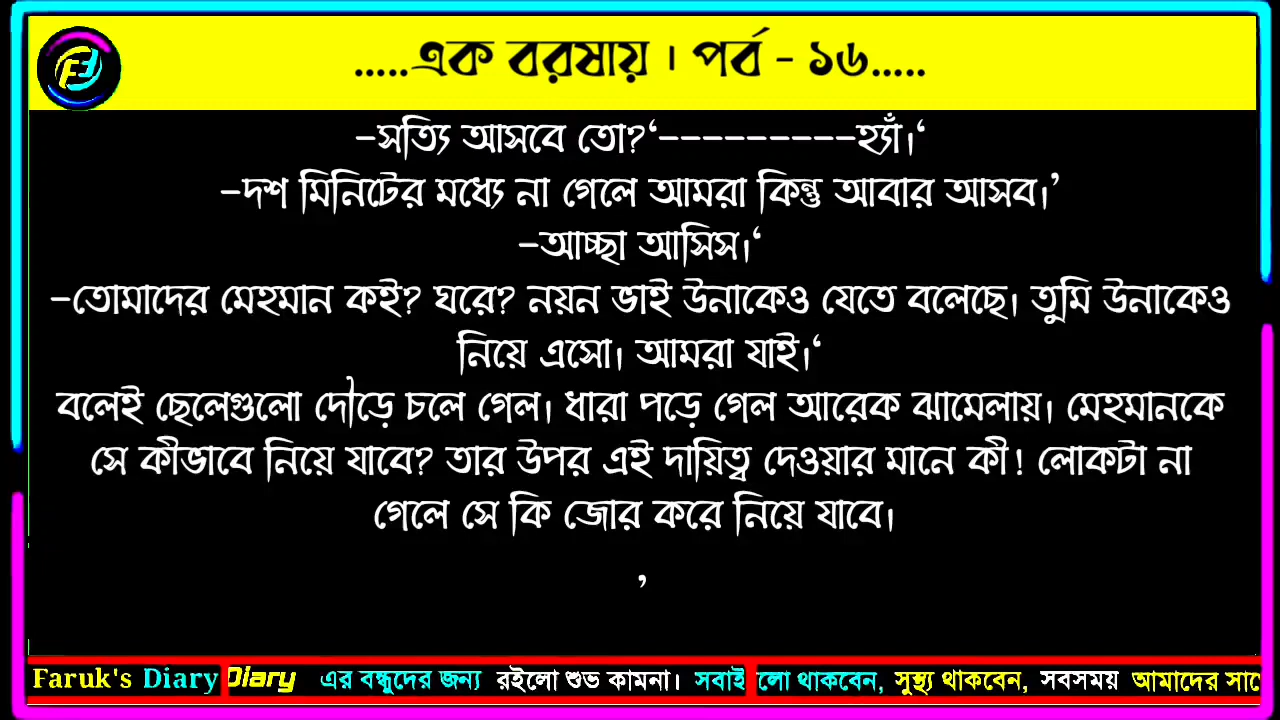 .....এক বরষায় । পর্ব - ১৬.....
-সত্যি আসবে তো?‘---------হ্যাঁ।‘
-দশ মিনিটের মধ্যে না গেলে আমরা কিন্তু আবার আসব।’
-আচ্ছা আসিস।‘
-তোমাদের মেহমান কই? ঘরে? নয়ন ভাই উনাকেও যেতে বলেছে। তুমি উনাকেও
নিয়ে এসো। আমরা যাই।‘
বলেই ছেলেগুলো দৌড়ে চলে গেল। ধারা পড়ে গেল আরেক ঝামেলায়। মেহমানকে
সে কীভাবে নিয়ে যাবে? তার উপর এই দায়িত্ব দেওয়ার মানে কী! লোকটা না
গেলে সে কি জোর করে নিয়ে যাবে।
,
Faruk's Diary Diary এর বন্ধুদের জন্য রইলো শুভ কামনা। সবাই লো থাকবেন, সুস্থ্য থাকবেন, সবসময় আমাদের